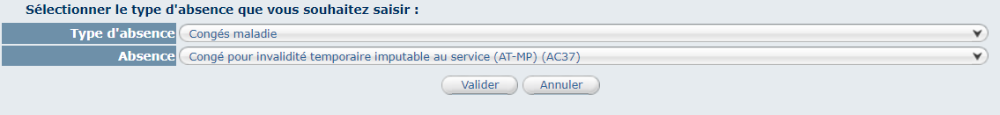 Sélectionner le type d'absence que vous souhaitez saisir :
Type d'absence Congés maladie
Absence Congé pour invalidité temporaire imputable au service (AT-MP) (AC37)
Valider Annuler